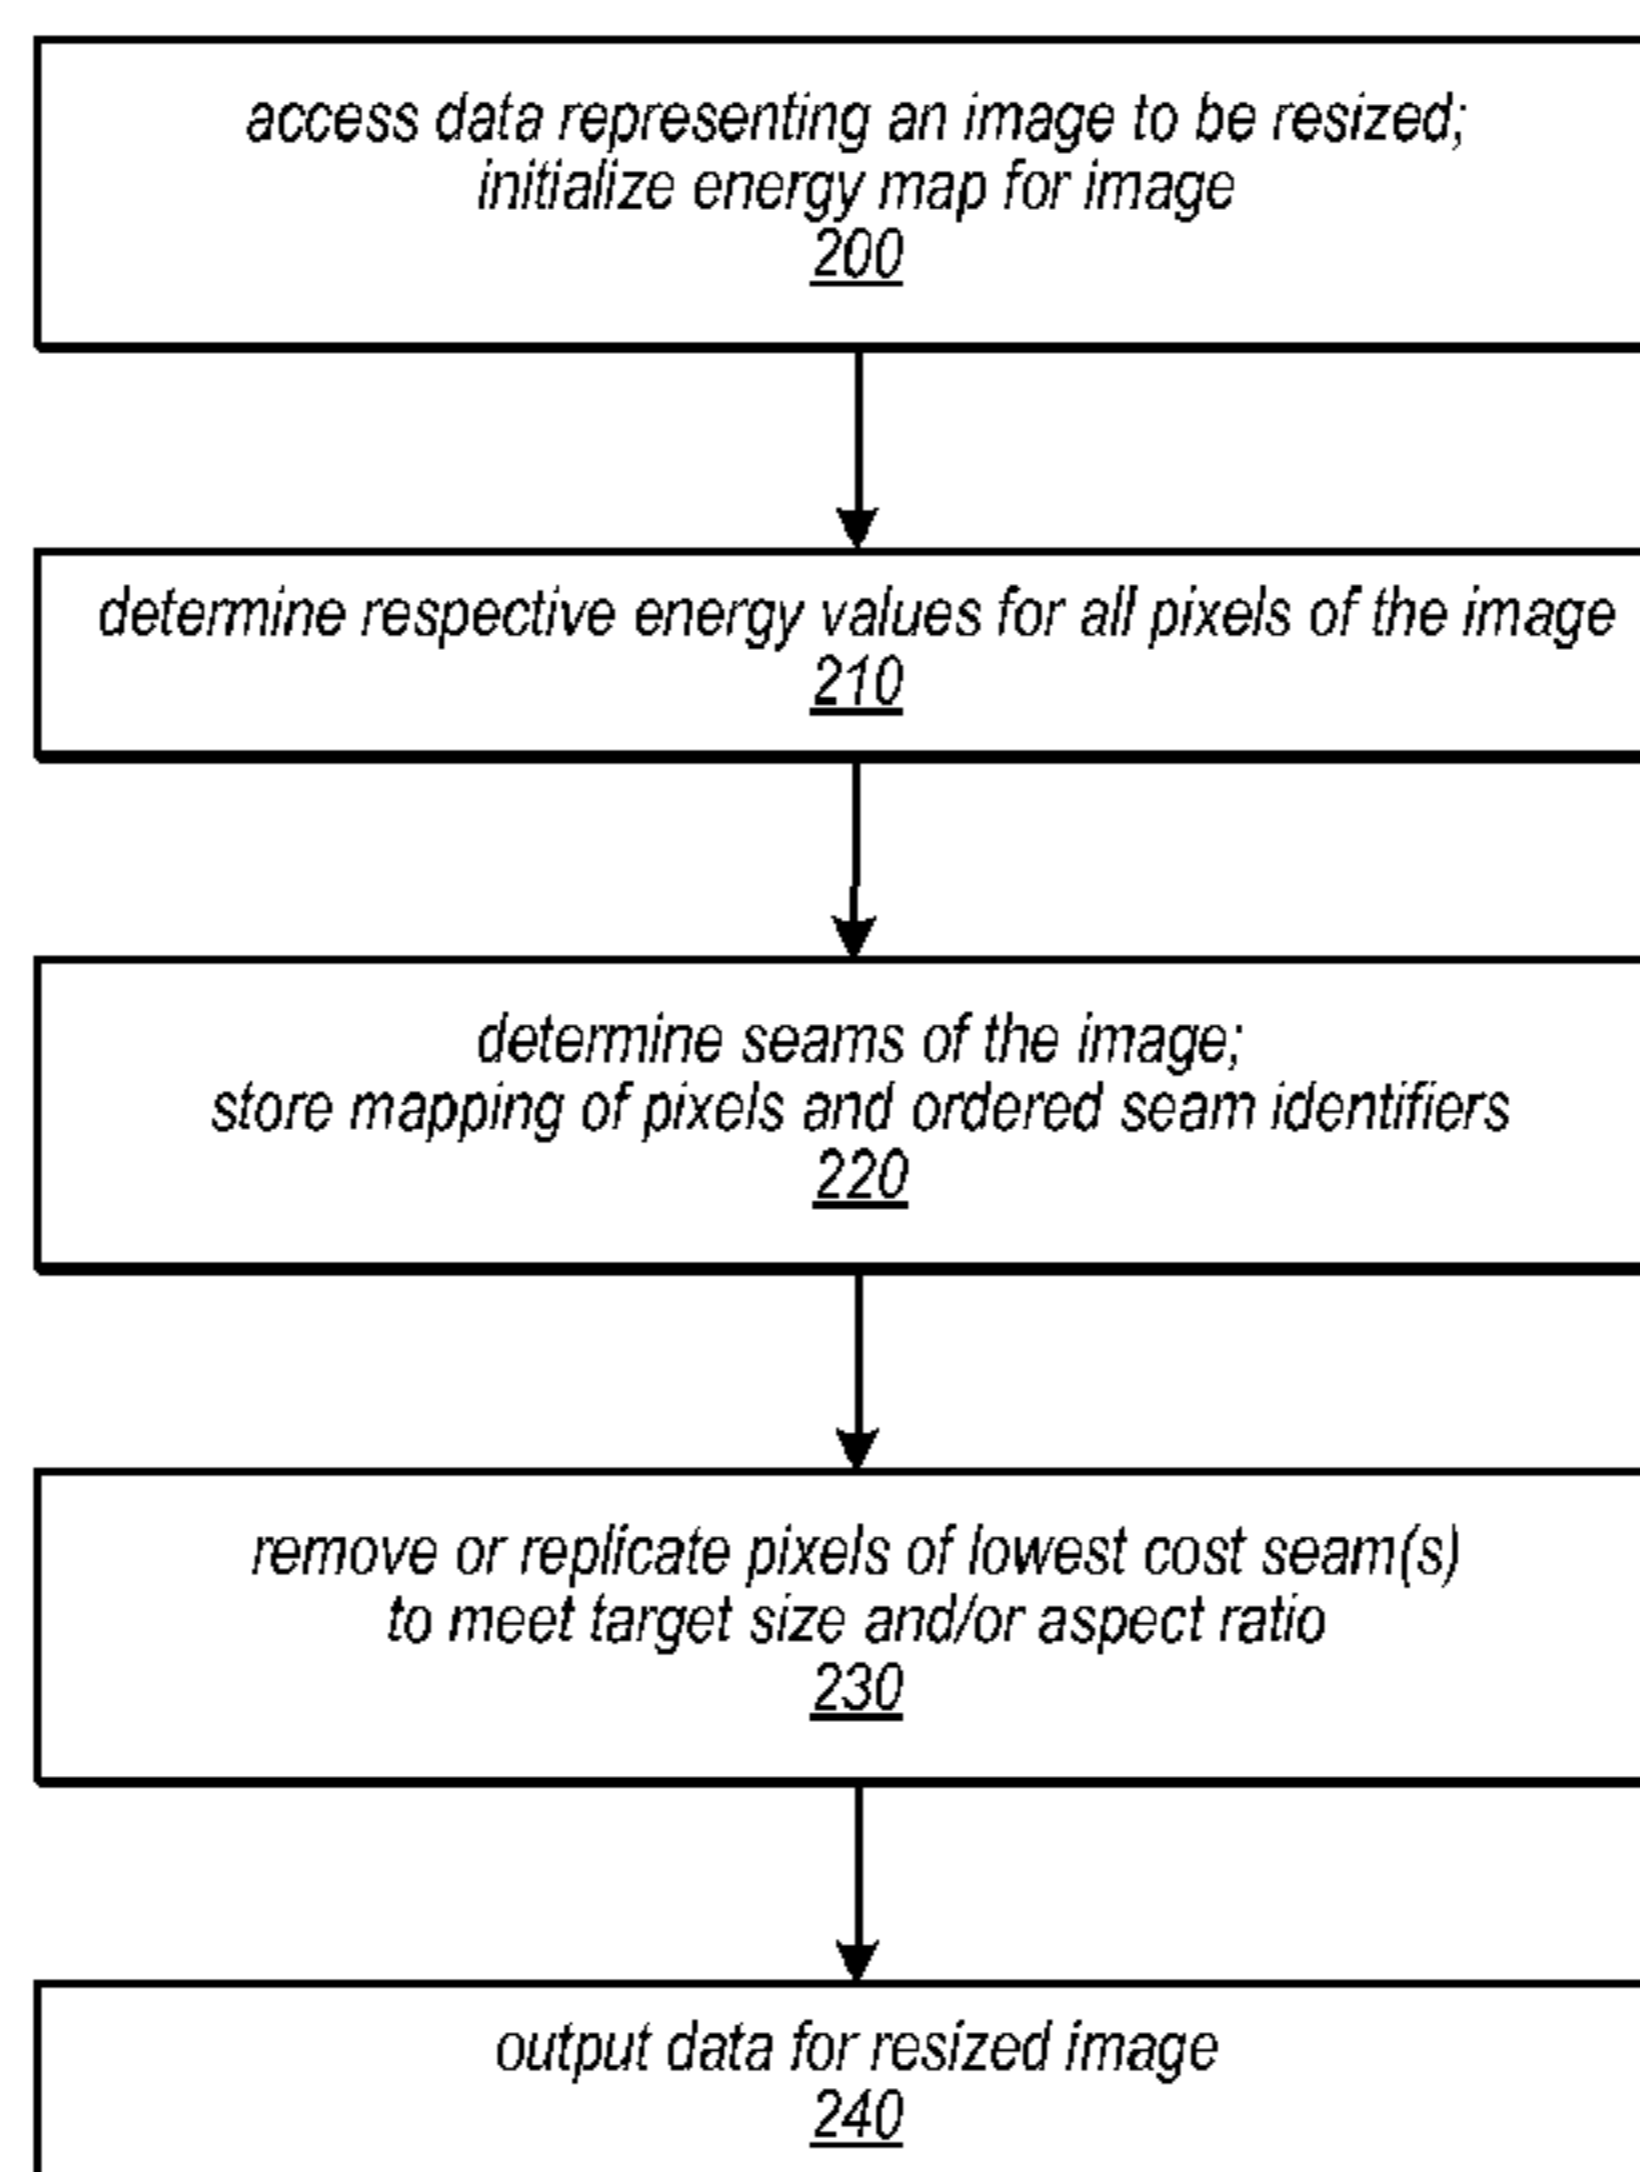 access data representing an image to be resized;
initialize energy map for image
200
determine respective energy values for all pixels of the image
210
determine seams of the image;
store mapping of pixels and ordered seam identifiers
220
remove or replicate pixels of lowest cost seam(s)
to meet target size and/or aspect ratio
230
output data for resized image
240